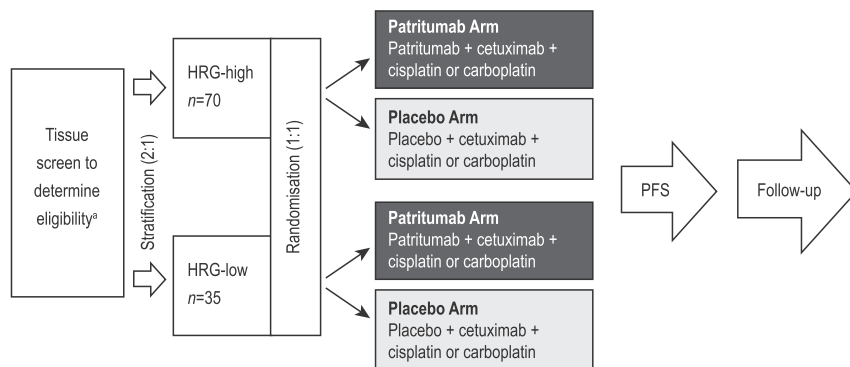 Tissue
screen to
determine
eligibilityᵃ
Stratification (2:1)
HRG-high
n=70
HRG-low
n=35
Randomisation (1:1)
Patritumab Arm
Patritumab + cetuximab +
cisplatin or carboplatin
Placebo Arm
Placebo + cetuximab +
cisplatin or carboplatin
Patritumab Arm
Patritumab + cetuximab +
cisplatin or carboplatin
Placebo Arm
Placebo + cetuximab +
cisplatin or carboplatin
PFS
Follow-up